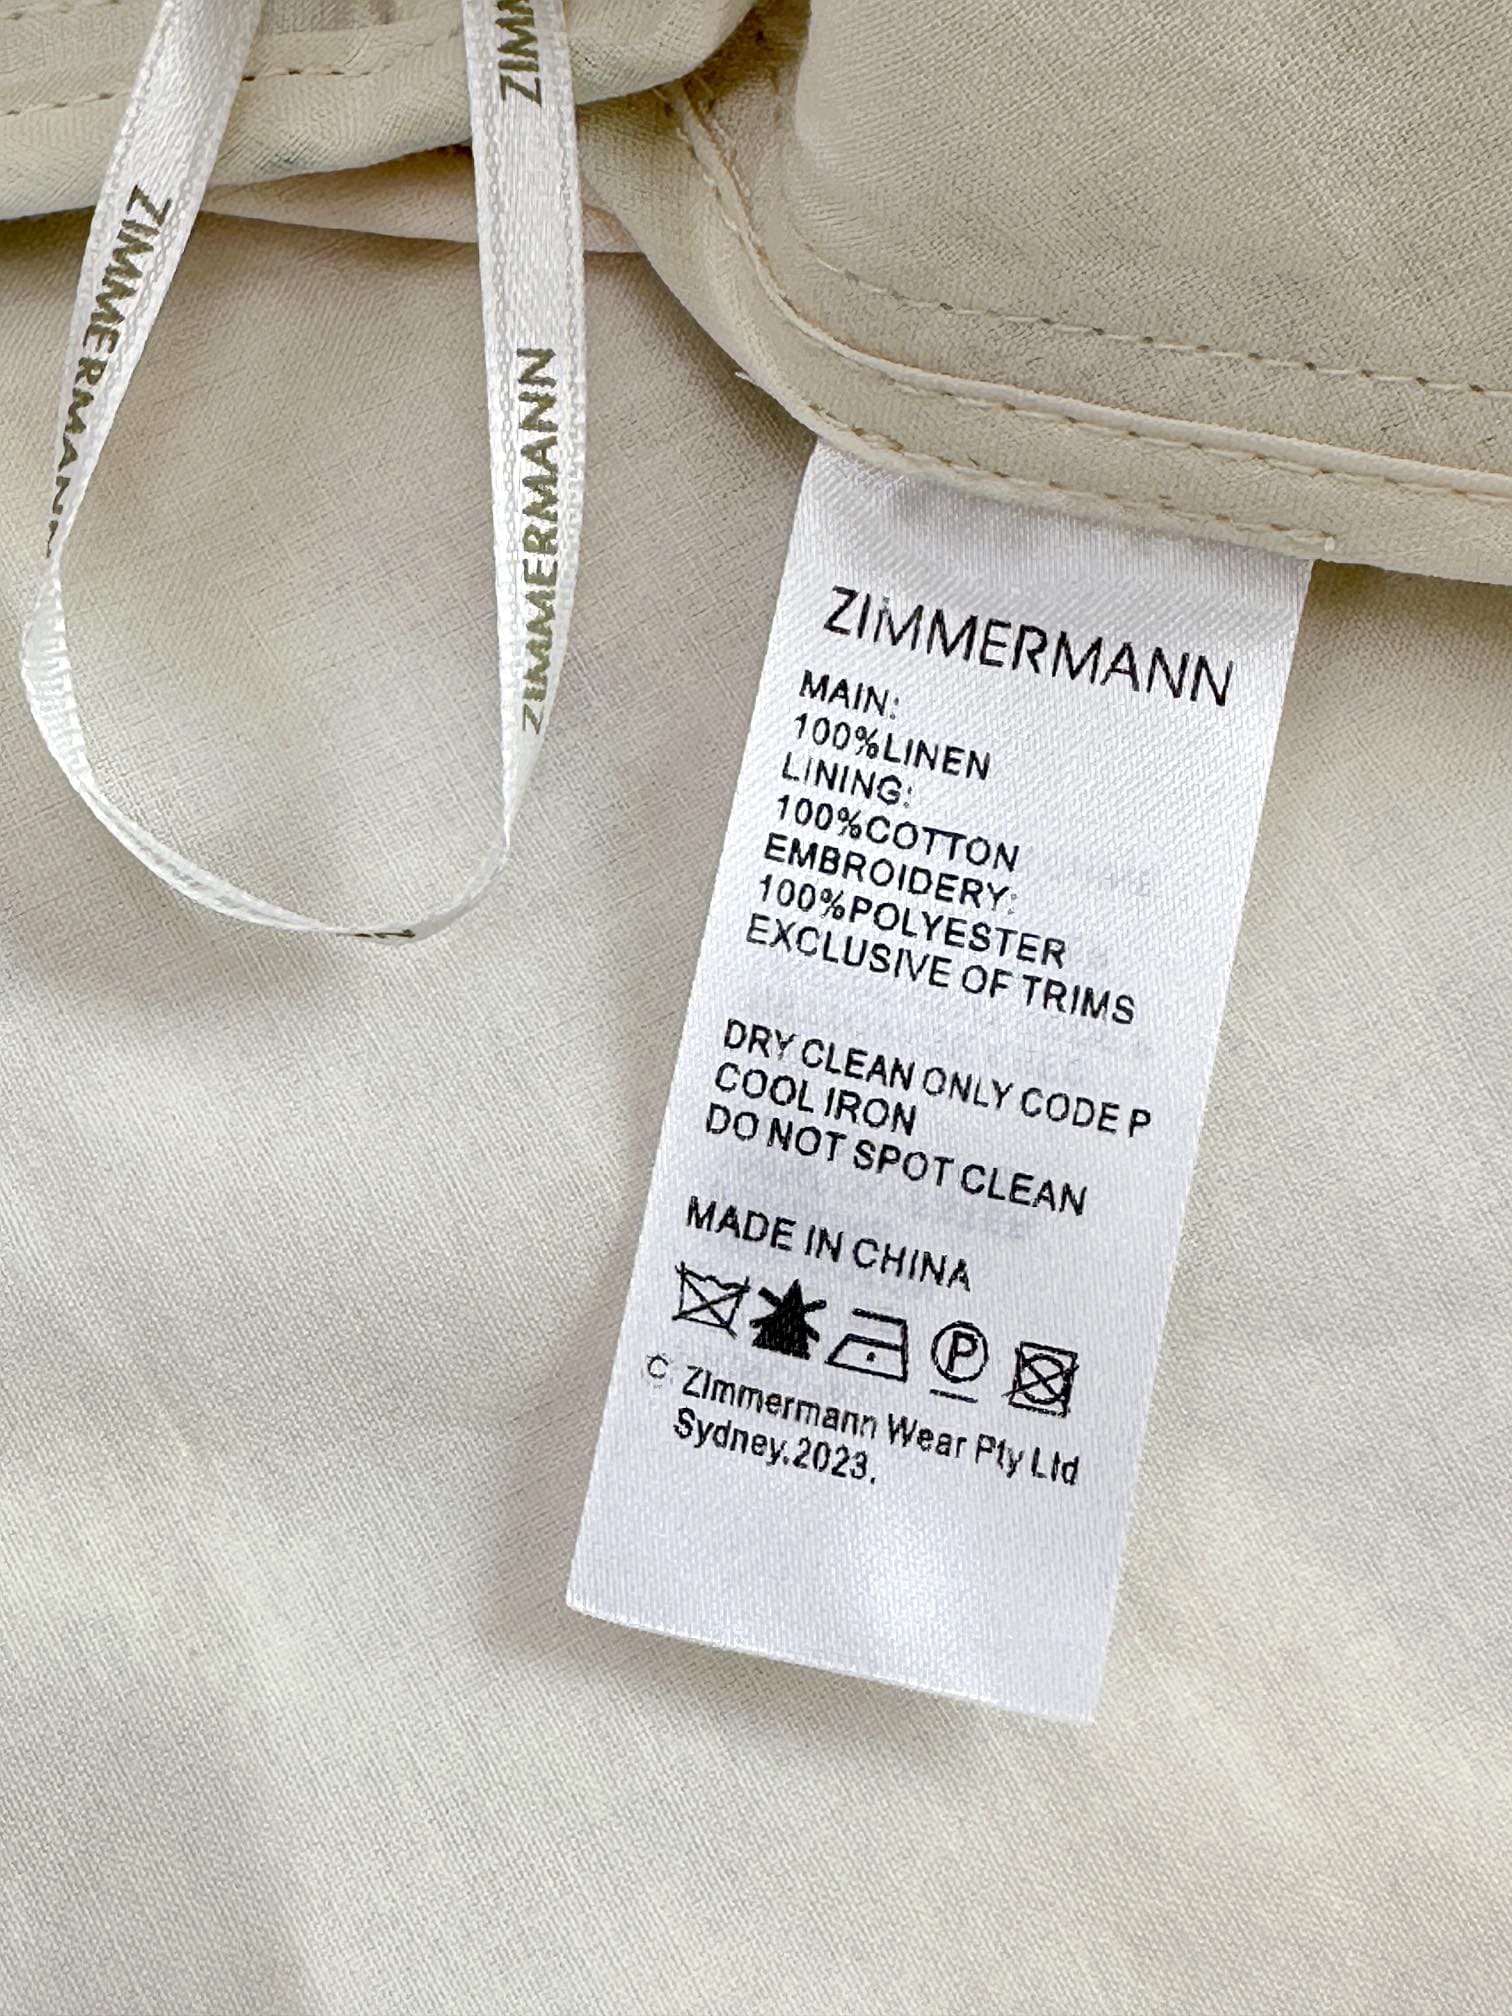 ZIMMERMANN
ZIMM
ZIMMERMANN
ZIMMERMANN
MAIN:
100%LINEN
LINING:
100%COTTON
EMBROIDERY:
100%POLYESTER
EXCLUSIVE OF TRIMS
DRY CLEAN ONLY CODE P
COOL IRON
DO NOT SPOT CLEAN
MADE IN CHINA
P
© Zimmermann Wear Pty Ltd
Sydney.2023.